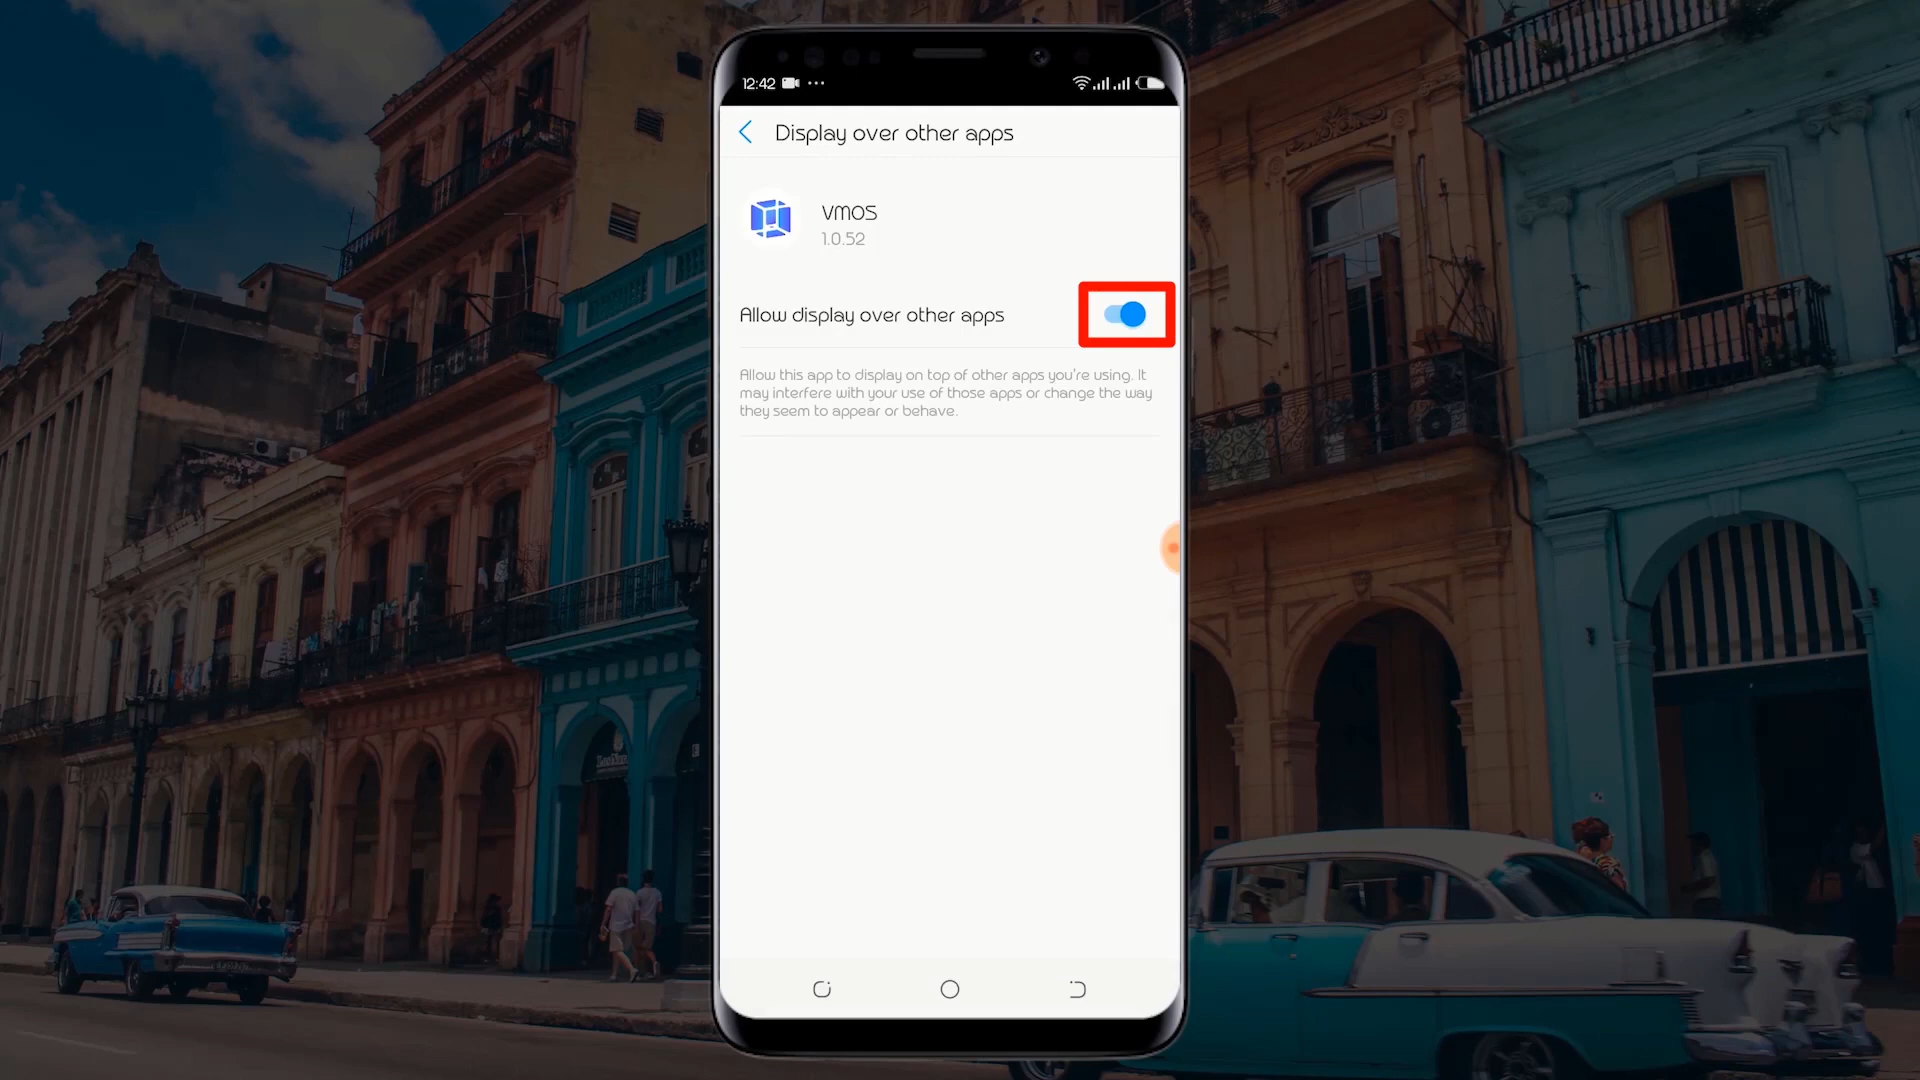 12:42
Display over other apps
VMOS
1.0.52
Allow display over other apps
Allow this app to display on top of other apps you're using. It
may interfere with your use of those apps or change the way
they seem to appear or behave.